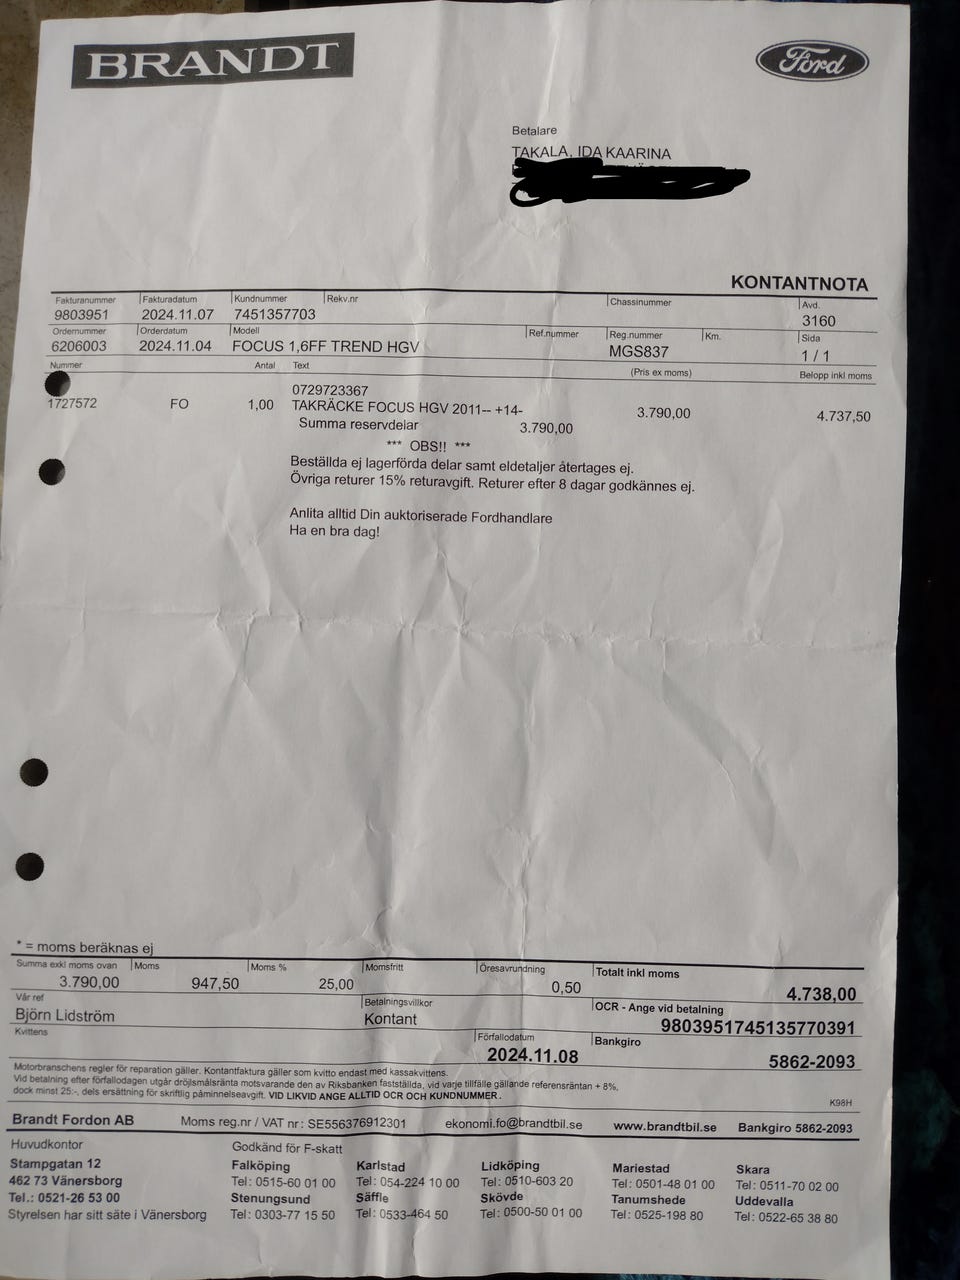 BRANDT
Ford
Betalare
TAKALA, IDA KAARINA
KONTANTNOTA
Fakturanummer Fakturadatum Kundnummer Rekv.nr Chassinummer Avd.
9803951 2024.11.07 7451357703 3160
Ordernummer Orderdatum Modell Ref.nummer Reg.nummer Km. Sida
6206003 2024.11.04 FOCUS 1,6FF TREND HGV MGS837 1 / 1
Nummer Antal Text (Pris ex moms) Belopp inkl moms
0729723367
1727572 FO 1,00 TAKRÄCKE FOCUS HGV 2011-- +14- 3.790,00 4.737,50
Summa reservdelar 3.790,00
*** OBS!! ***
Beställda ej lagerförda delar samt eldetaljer återtages ej.
Övriga returer 15% returavgift. Returer efter 8 dagar godkännes ej.
Anlita alltid Din auktoriserade Fordhandlare
Ha en bra dag!
* = moms beräknas ej
Summa exkl moms ovan Moms Moms % Momsfritt Öresavrundning Totalt inkl moms
3.790,00 947,50 25,00 0,50 4.738,00
Vår ref Betalningsvillkor OCR - Ange vid betalning
Björn Lidström Kontant 9803951745135770391
Kvittens Förfallodatum Bankgiro
2024.11.08 5862-2093
Motorbranschens regler för reparation gäller. Kontantfaktura gäller som kvitto endast med kassakvittens.
Vid betalning efter förfallodagen utgår dröjsmålsränta motsvarande den av Riksbanken fastställda, vid varje tillfälle gällande referensräntan + 8%,
dock minst 25:-, dels ersättning för skriftlig påminnelseavgift. VID LIKVID ANGE ALLTID OCR OCH KUNDNUMMER.
K98H
Brandt Fordon AB Moms reg.nr / VAT nr: SE556376912301 ekonomi.fo@brandtbil.se www.brandtbil.se Bankgiro 5862-2093
Huvudkontor Godkänd för F-skatt
Stampgatan 12 Falköping Karlstad Lidköping Mariestad Skara
462 73 Vänersborg Tel: 0515-60 01 00 Tel: 054-224 10 00 Tel: 0510-603 20 Tel: 0501-48 01 00 Tel: 0511-70 02 00
Tel.: 0521-26 53 00 Stenungsund Säffle Skövde Tanumshede Uddevalla
Styrelsen har sitt säte i Vänersborg Tel: 0303-77 15 50 Tel: 0533-464 50 Tel: 0500-50 01 00 Tel: 0525-198 80 Tel: 0522-65 38 80